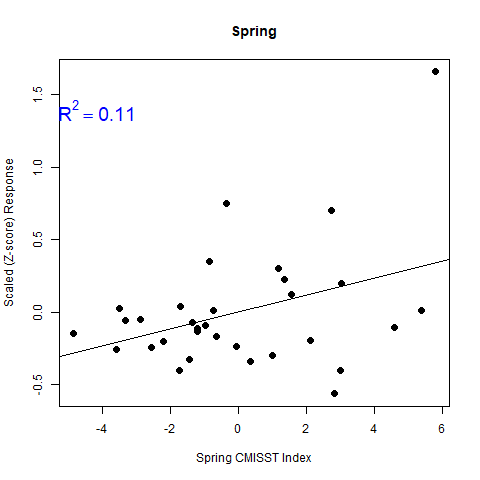 Spring
R² = 0.11
Scaled (Z-score) Response
1.5
1.0
0.5
0.0
-0.5
-4 -2 0 2 4 6
Spring CMISST Index